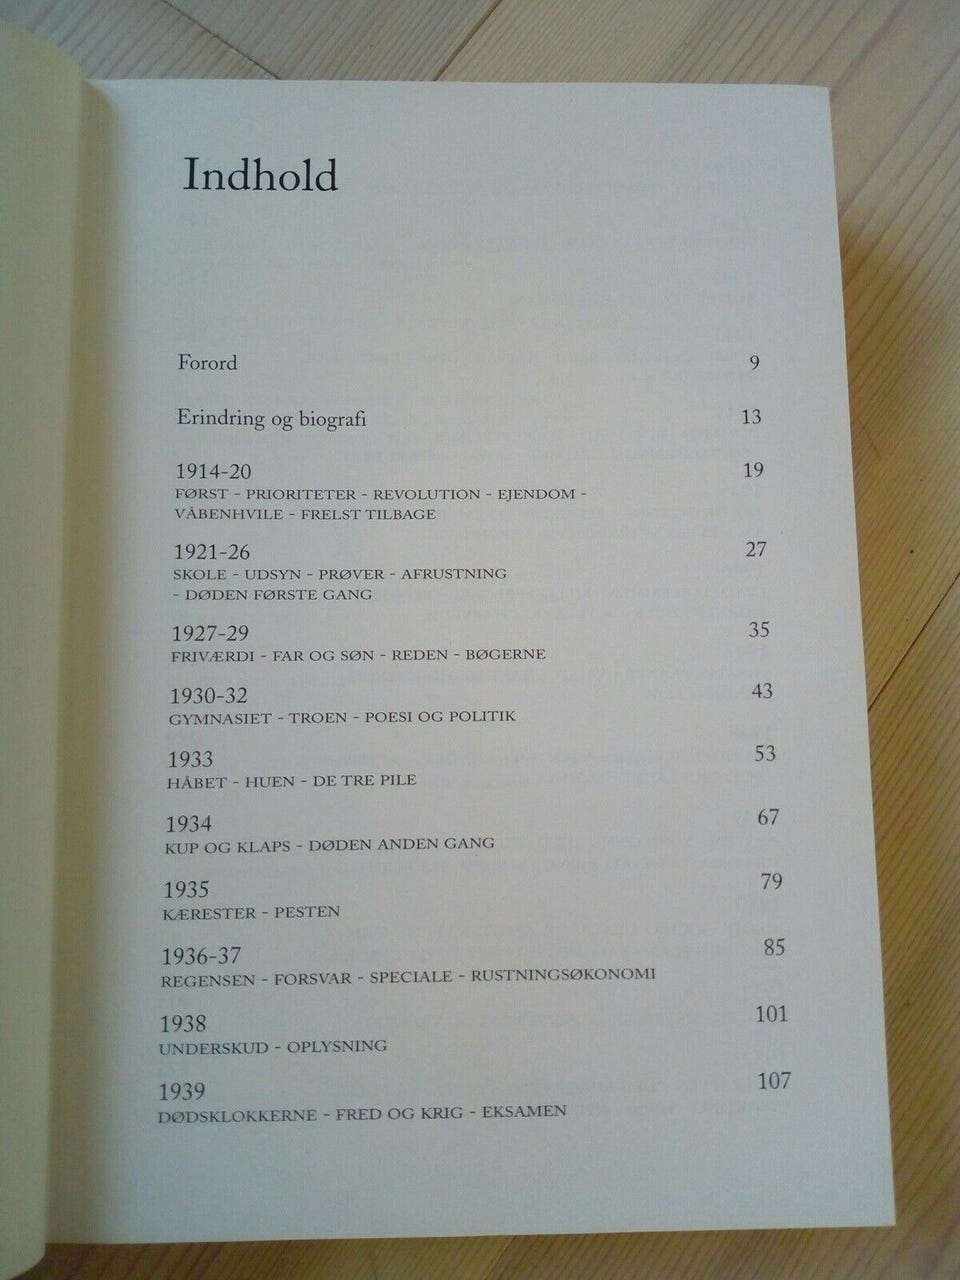 Indhold
Forord 9
Erindring og biografi 13
1914-20 19
FØRST - PRIORITETER - REVOLUTION - EJENDOM -
VÅBENHVILE - FRELST TILBAGE
1921-26 27
SKOLE - UDSYN - PRØVER - AFRUSTNING
- DØDEN FØRSTE GANG
1927-29 35
FRIVÆRDI - FAR OG SØN - REDEN - BØGERNE
1930-32 43
GYMNASIET - TROEN - POESI OG POLITIK
1933 53
HÅBET - HUEN - DE TRE PILE
1934 67
KUP OG KLAPS - DØDEN ANDEN GANG
1935 79
KÆRESTER - PESTEN
1936-37 85
REGENSEN - FORSVAR - SPECIALE - RUSTNINGSØKONOMI
1938 101
UNDERSKUD - OPLYSNING
1939 107
DØDSKLOKKERNE - FRED OG KRIG - EKSAMEN